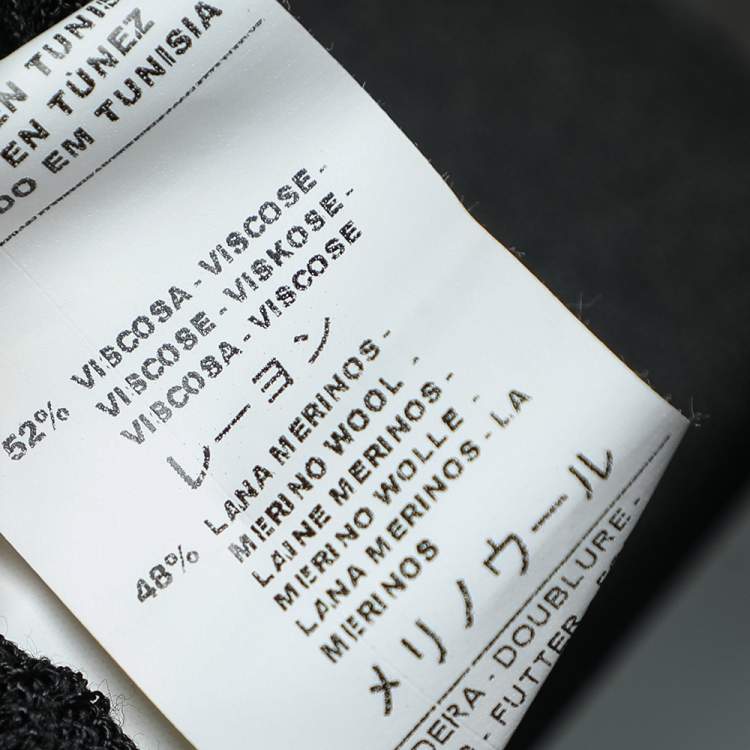 EN TUNIS
EN TÙNEZ
DO EM TUNISIA
52% VISCOSA - VISCOSE -
VISCOSE - VISKOSE -
VISCOSA - VISCOSE
レーヨン
48% LANA MERINOS -
MERINO WOOL -
LAINE MERINOS -
MERINO WOLLE -
LANA MERINOS - LA
MERINOS
メリノウール
DERA - DOUBLURE -
- FUTTER